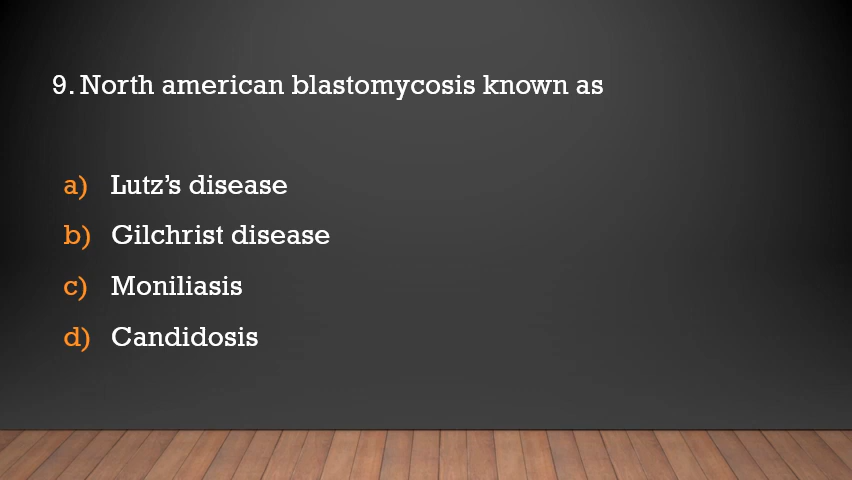 9. North american blastomycosis known as
a) Lutz’s disease
b) Gilchrist disease
c) Moniliasis
d) Candidosis